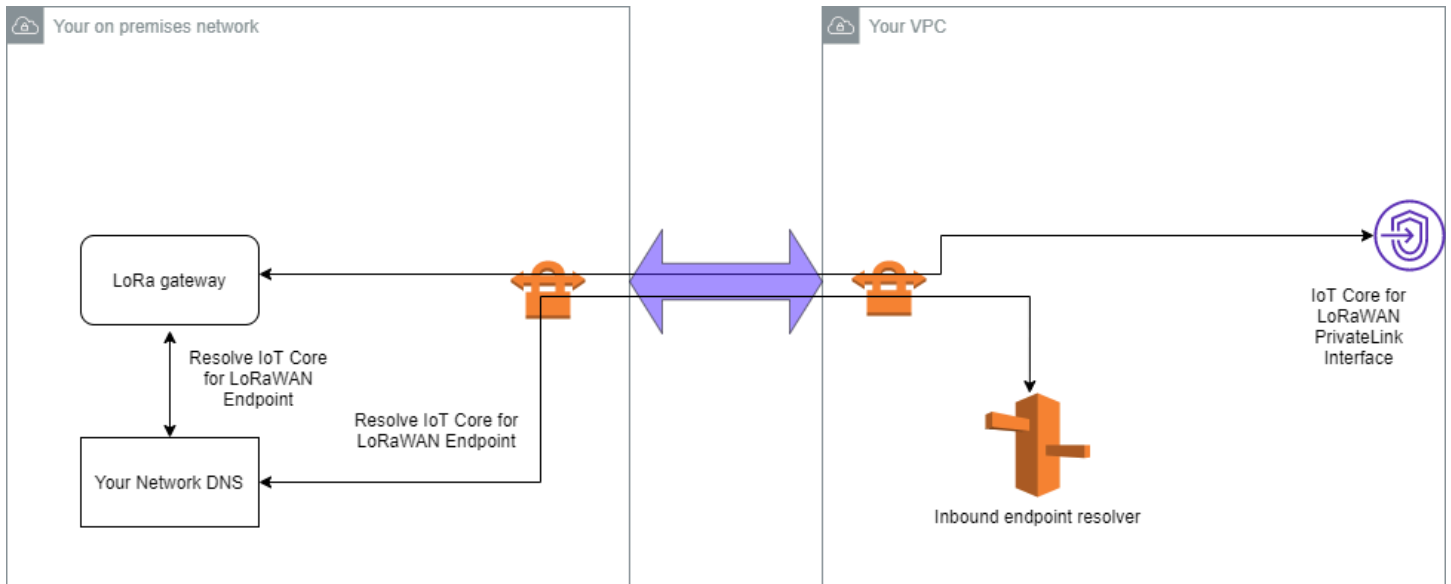 Your on premises network
Your VPC
LoRa gateway
IoT Core for
LoRaWAN
PrivateLink
Interface
Resolve IoT Core
for LoRaWAN
Endpoint
Resolve IoT Core for
LoRaWAN Endpoint
Your Network DNS
Inbound endpoint resolver